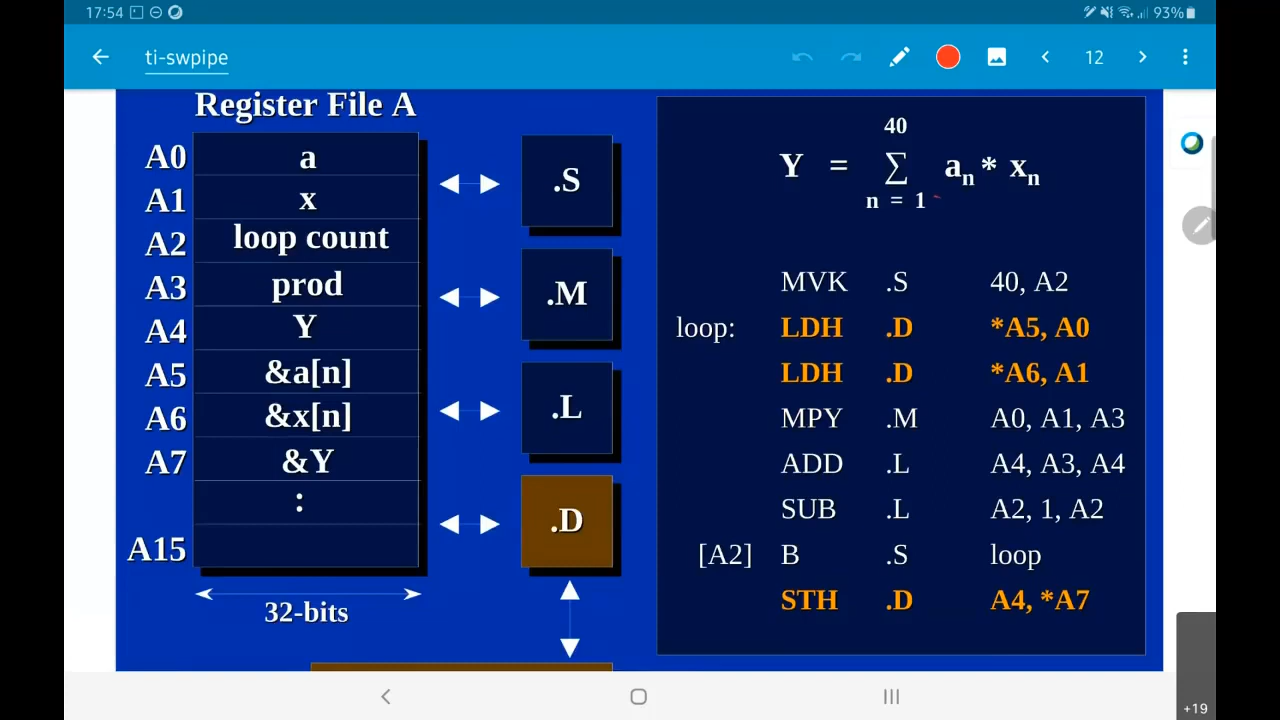 17:54 93%
ti-swpipe 12
Register File A
A0 a
A1 x
A2 loop count
A3 prod
A4 Y
A5 &a[n]
A6 &x[n]
A7 &Y
:
A15
32-bits
.S
.M
.L
.D
40
Y = ∑ an * xn
n = 1
MVK .S 40, A2
loop: LDH .D *A5, A0
LDH .D *A6, A1
MPY .M A0, A1, A3
ADD .L A4, A3, A4
SUB .L A2, 1, A2
[A2] B .S loop
STH .D A4, *A7
+19